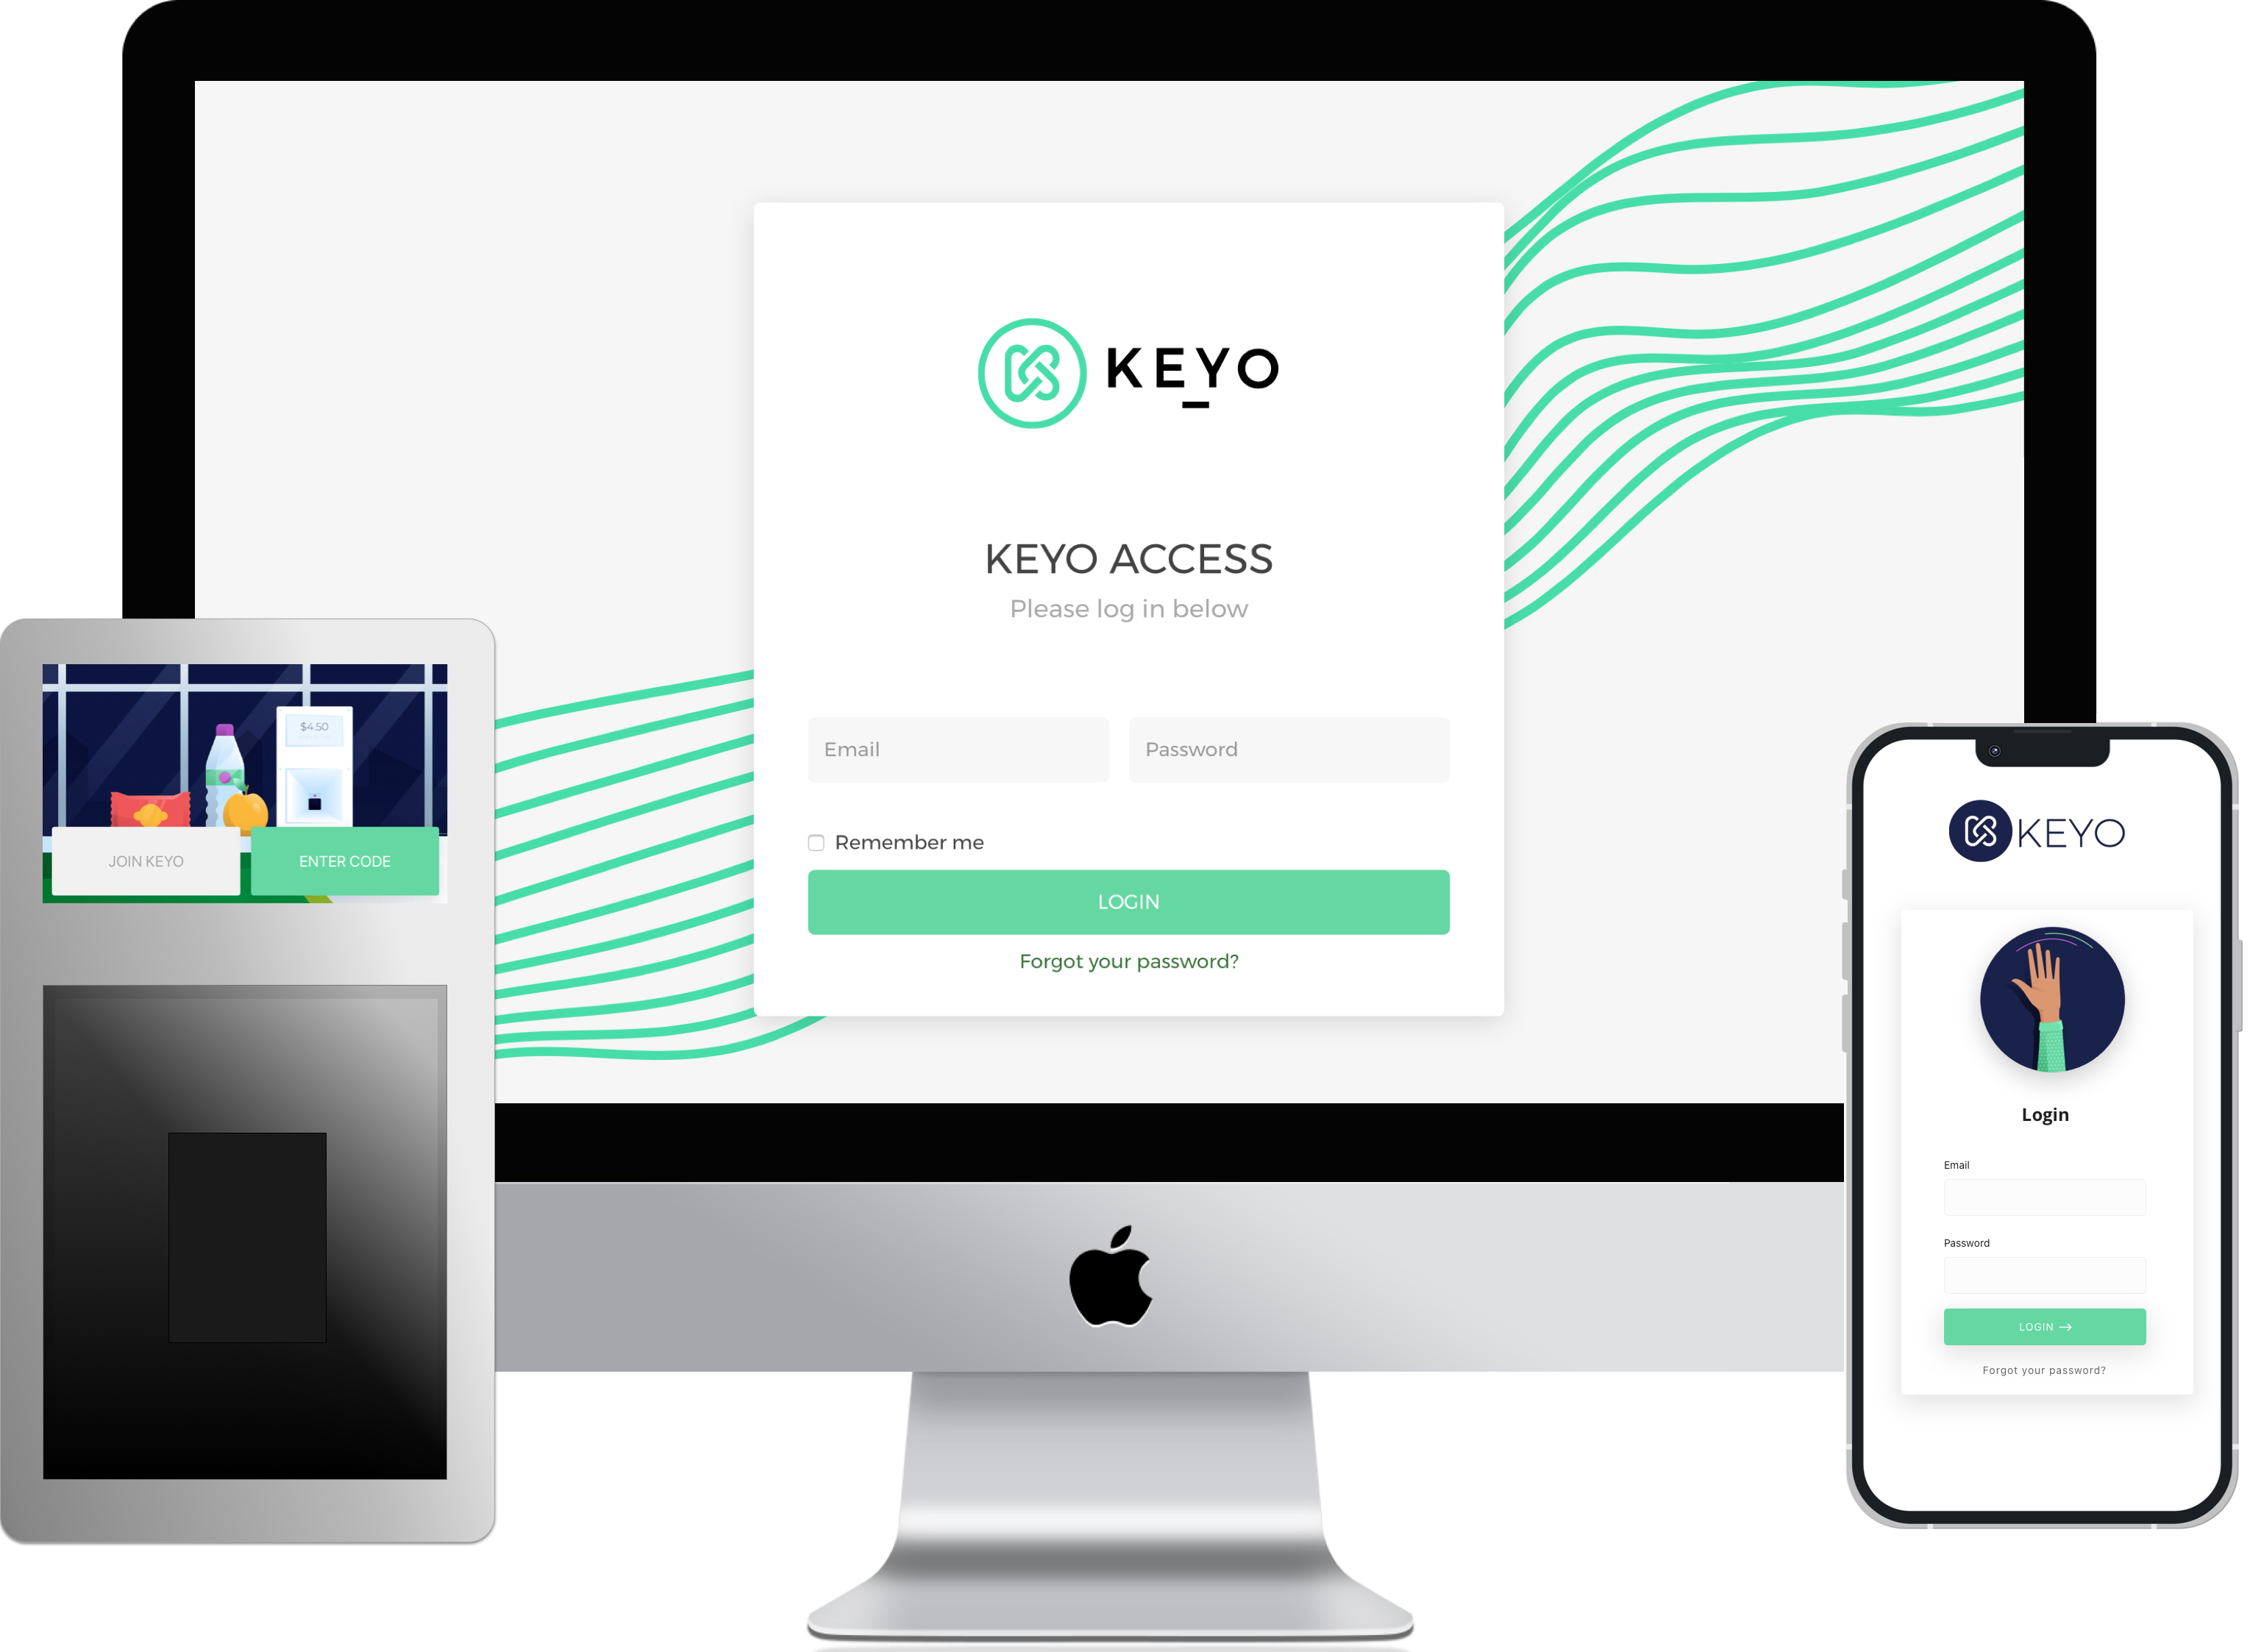 KEYO
KEYO ACCESS
Please log in below
Email
Password
Remember me
LOGIN
Forgot your password?
$4.50
JOIN KEYO
ENTER CODE
KEYO
Login
Email
Password
LOGIN →
Forgot your password?